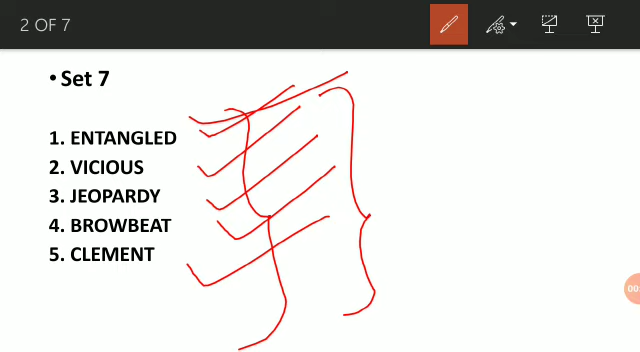 2 OF 7
• Set 7
1. ENTANGLED
2. VICIOUS
3. JEOPARDY
4. BROWBEAT
5. CLEMENT